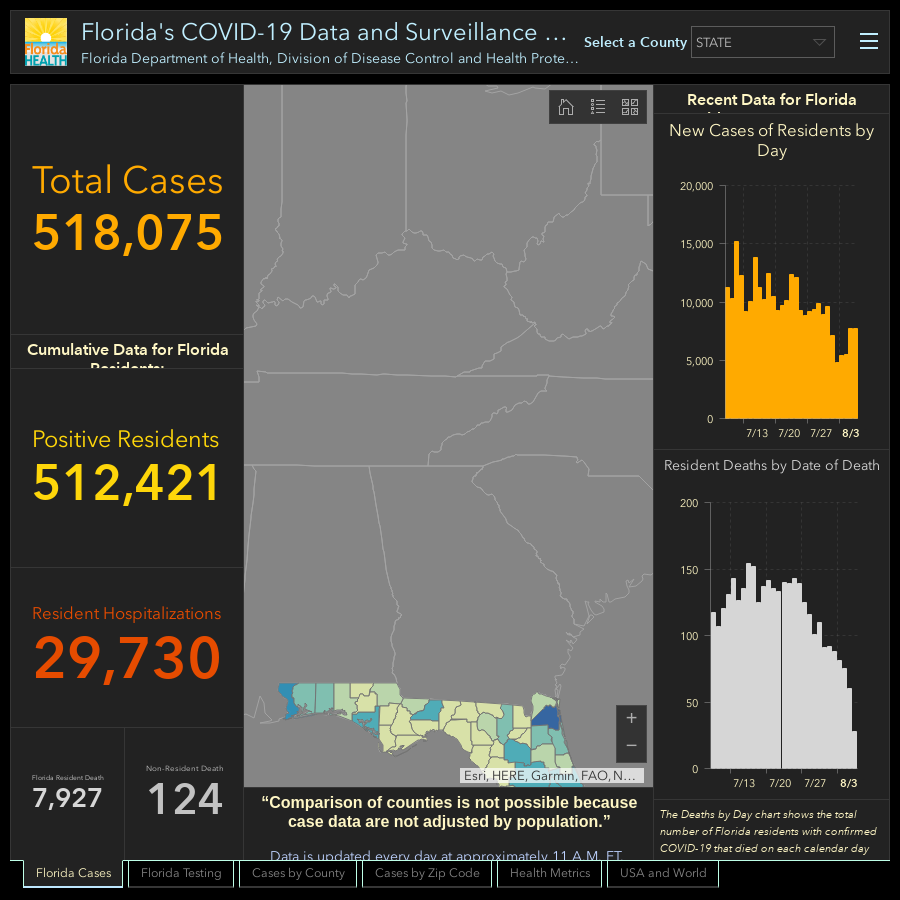 Florida's COVID-19 Data and Surveillance ...
Florida Department of Health, Division of Disease Control and Health Prote...
Florida
HEALTH
Select a County
STATE
Total Cases
518,075
Cumulative Data for Florida
Residents:
Positive Residents
512,421
Resident Hospitalizations
29,730
Florida Resident Death
7,927
Non-Resident Death
124
Esri, HERE, Garmin, FAO, N...
“Comparison of counties is not possible because
case data are not adjusted by population.”
Data is updated every day at approximately 11 A.M. ET.
Recent Data for Florida
New Cases of Residents by
Day
20,000
15,000
10,000
5,000
0
7/13
7/20
7/27
8/3
Resident Deaths by Date of Death
200
150
100
50
0
7/13
7/20
7/27
8/3
The Deaths by Day chart shows the total
number of Florida residents with confirmed
COVID-19 that died on each calendar day
Florida Cases
Florida Testing
Cases by County
Cases by Zip Code
Health Metrics
USA and World